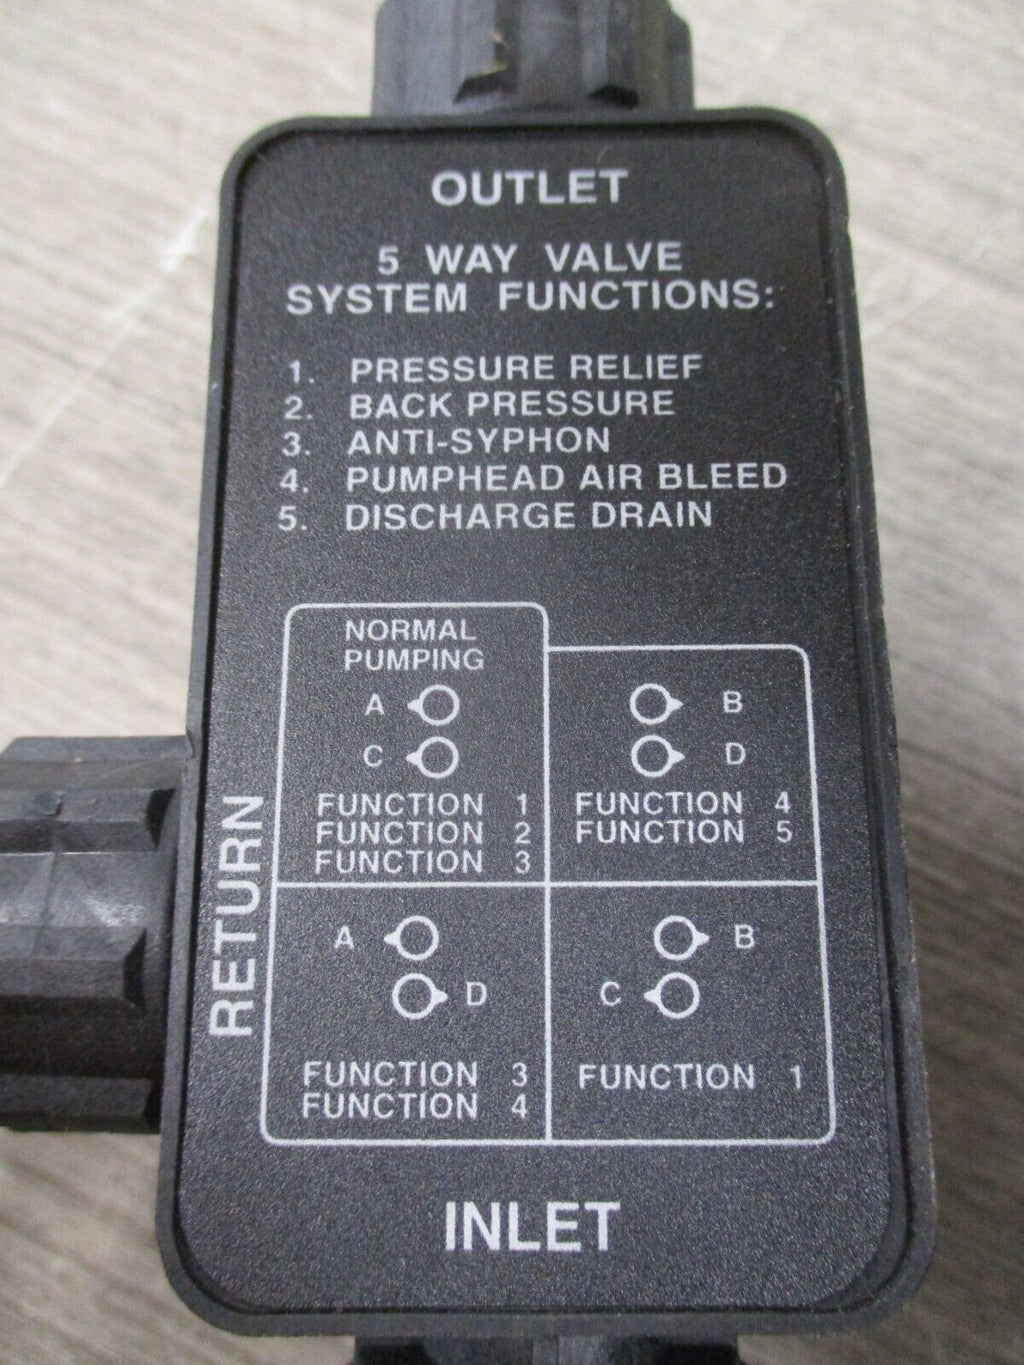 OUTLET
5 WAY VALVE
SYSTEM FUNCTIONS:
1. PRESSURE RELIEF
2. BACK PRESSURE
3. ANTI-SYPHON
4. PUMPHEAD AIR BLEED
5. DISCHARGE DRAIN
NORMAL
PUMPING
A
C
FUNCTION 1
FUNCTION 2
FUNCTION 3
B
D
FUNCTION 4
FUNCTION 5
A
D
FUNCTION 3
FUNCTION 4
B
C
FUNCTION 1
RETURN
INLET